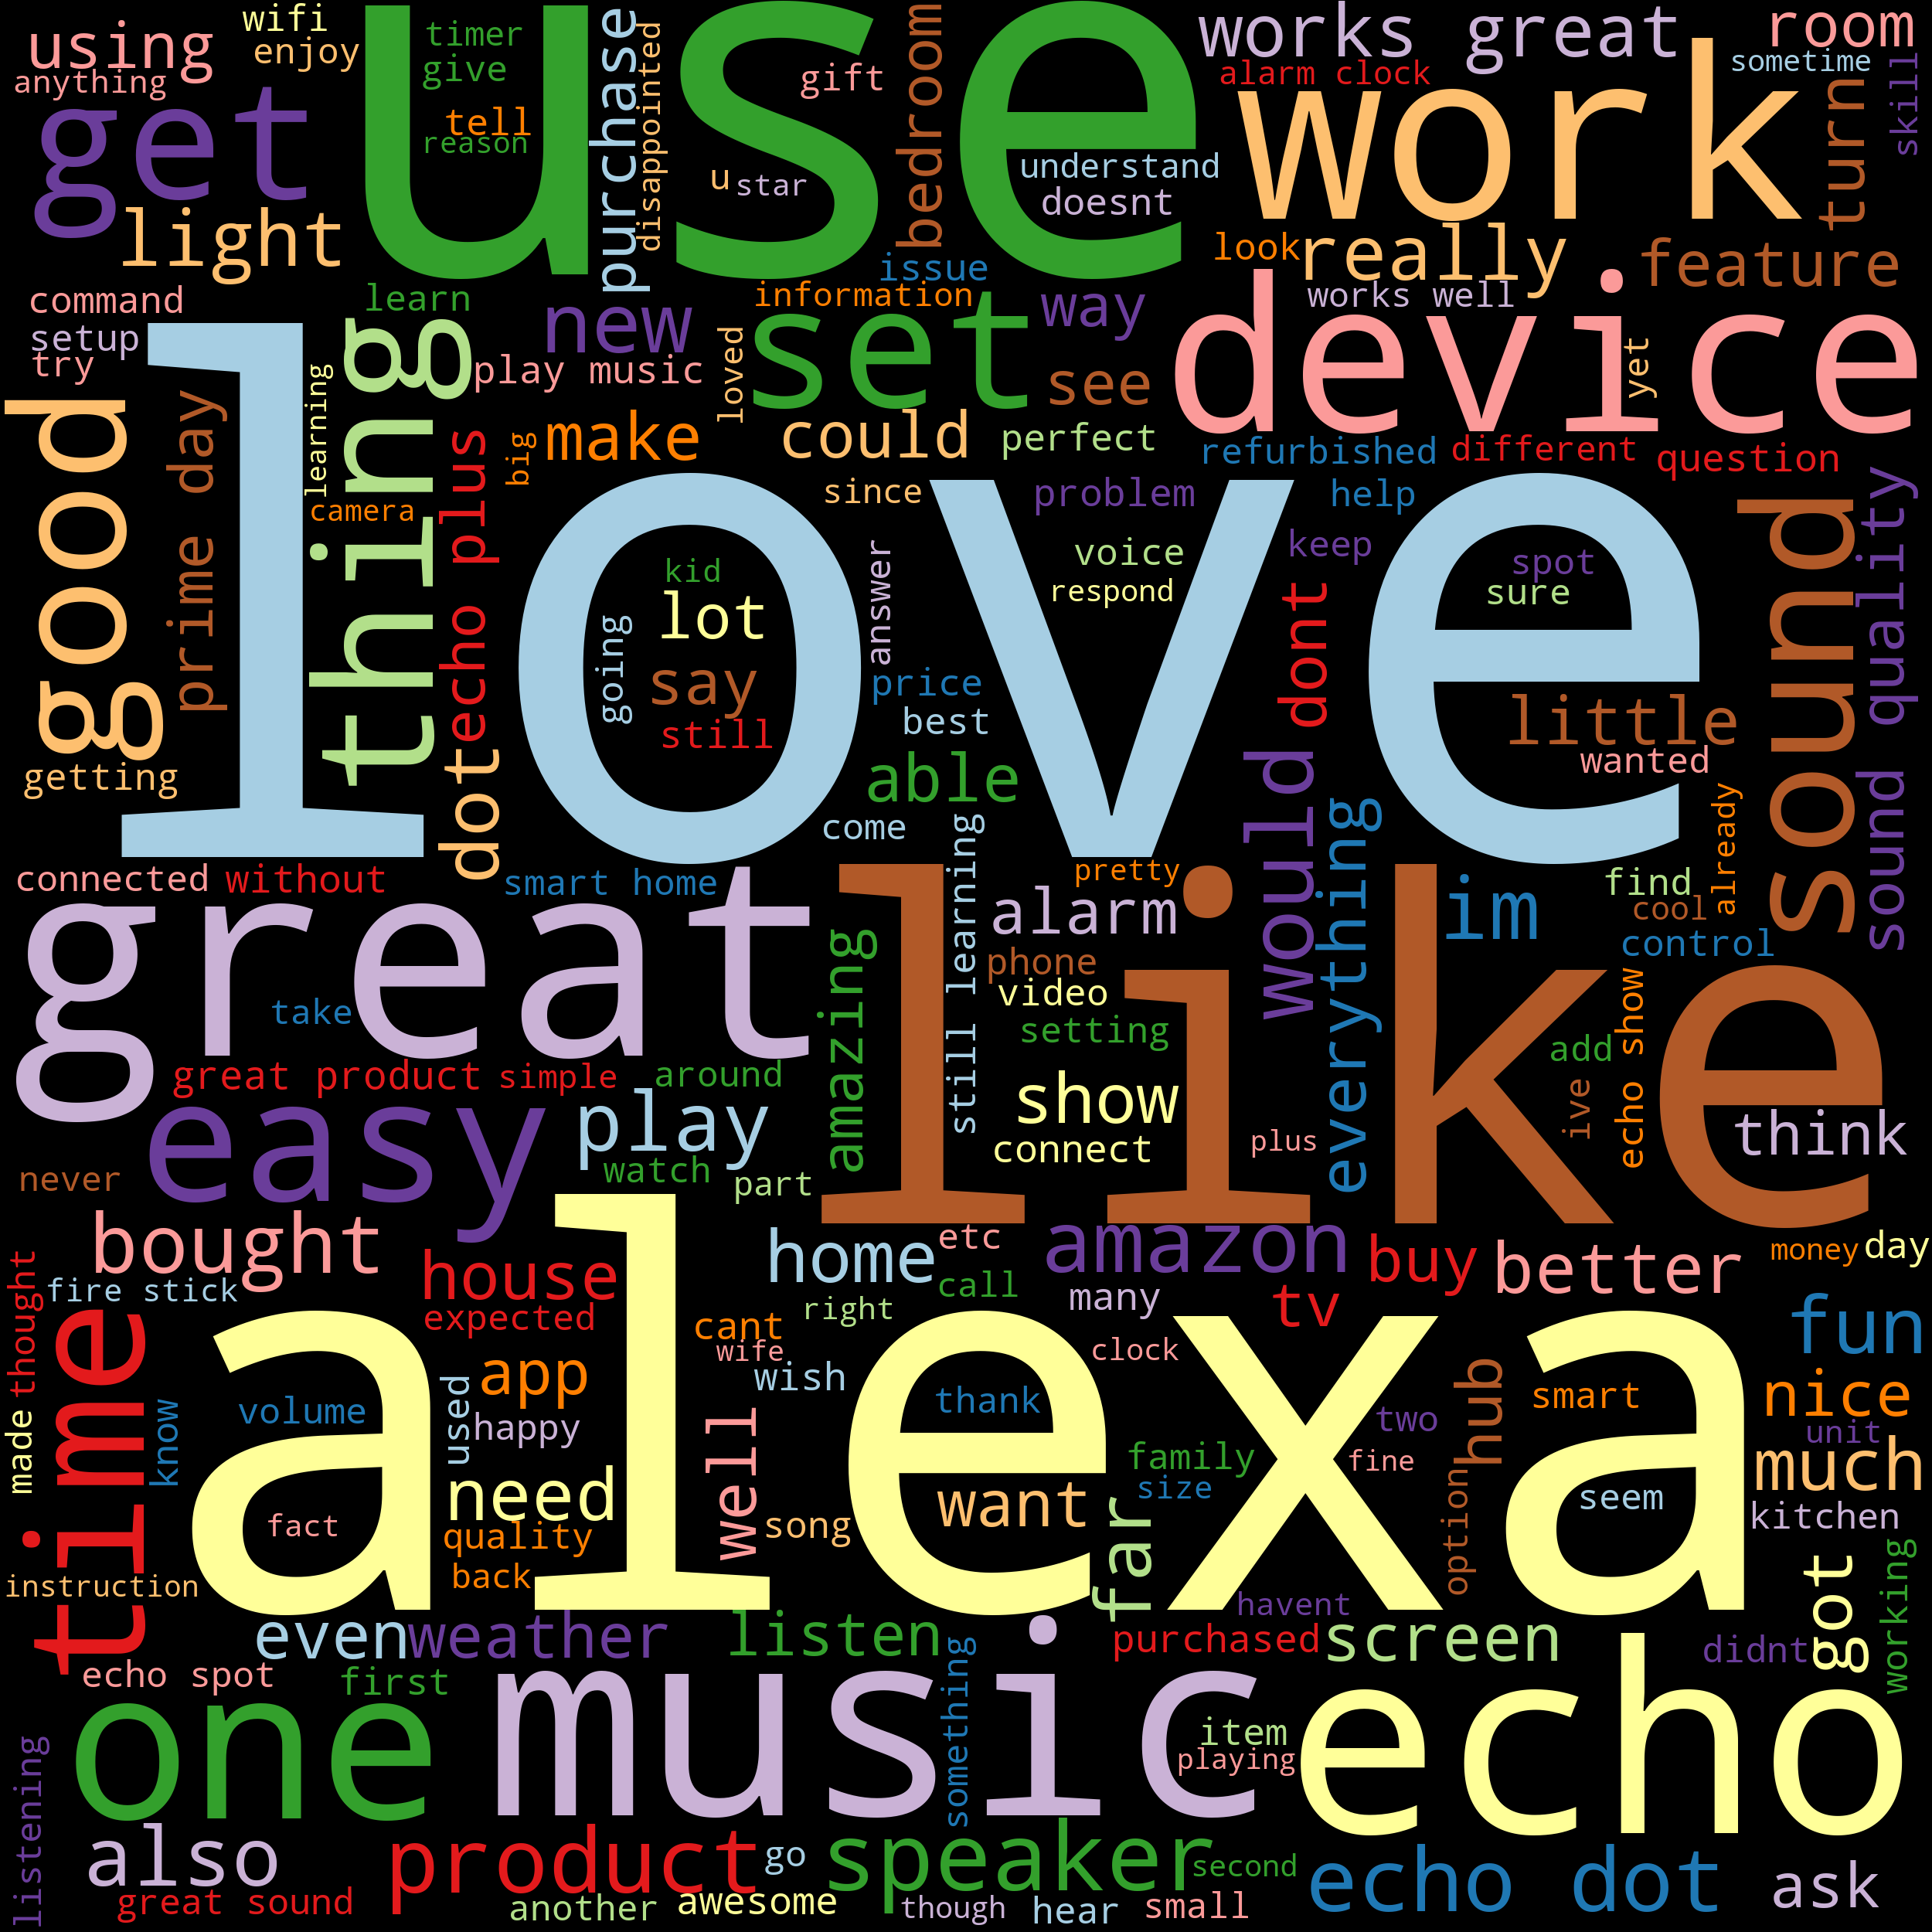 wifi
using
enjoy
anything
get
light
timer
give
tell
reason
use
purchase
disappointed
gift
u
star
bedroom
understand
doesnt
issue
works great
alarm clock
work
room
sometime
turn
skill
look
really
feature
command
setup
try
learn
thing
learning
camera
new
play music
information
set
loved
way
see
works well
device
yet
good
prime day
echo plus
big
make
could
perfect
refurbished
different
question
since
problem
help
love
kid
lot
going
say
still
answer
voice
respond
keep
spot
sure
price
best
dont
little
wanted
sound
sound quality
getting
dot
able
come
would
everything
already
connected
without
smart home
pretty
great
take
amazing
still learning
alarm
phone
video
setting
like
im
find
cool
control
echo show
add
ive
great product
simple
around
easy
play
show
connect
plus
think
never
watch
part
bought
fire stick
house
expected
home
etc
call
right
amazon
many
buy
tv
better
money
day
thought
time
made
know
alexa
volume
fact
used
app
happy
need
quality
back
cant
wife
wish
well
song
thank
want
clock
family
size
far
two
fine
hub
option
smart
seem
fun
nice
unit
much
kitchen
got
working
instruction
even
weather
listen
havent
purchased
screen
didnt
echo spot
first
one
music
something
item
playing
echo
listening
also
product
go
speaker
second
echo dot
ask
great sound
another
awesome
though
hear
small